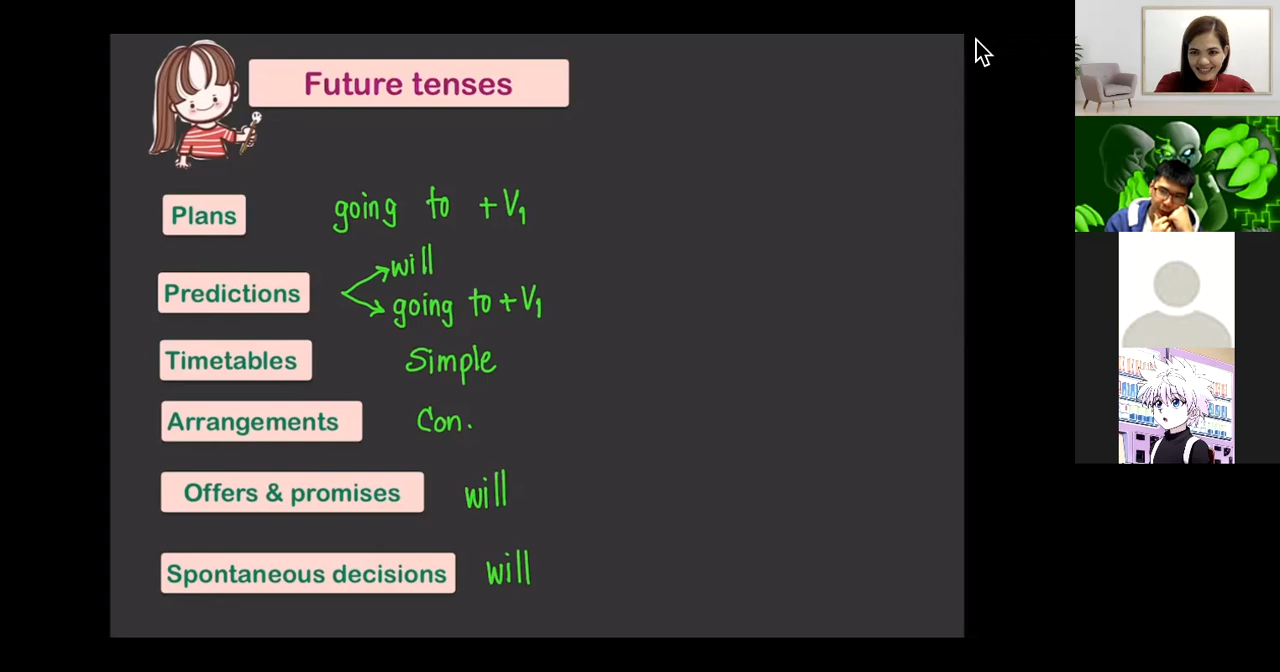 Future tenses
Plans going to + V1
Predictions will
going to + V1
Timetables Simple
Arrangements Con.
Offers & promises will
Spontaneous decisions will